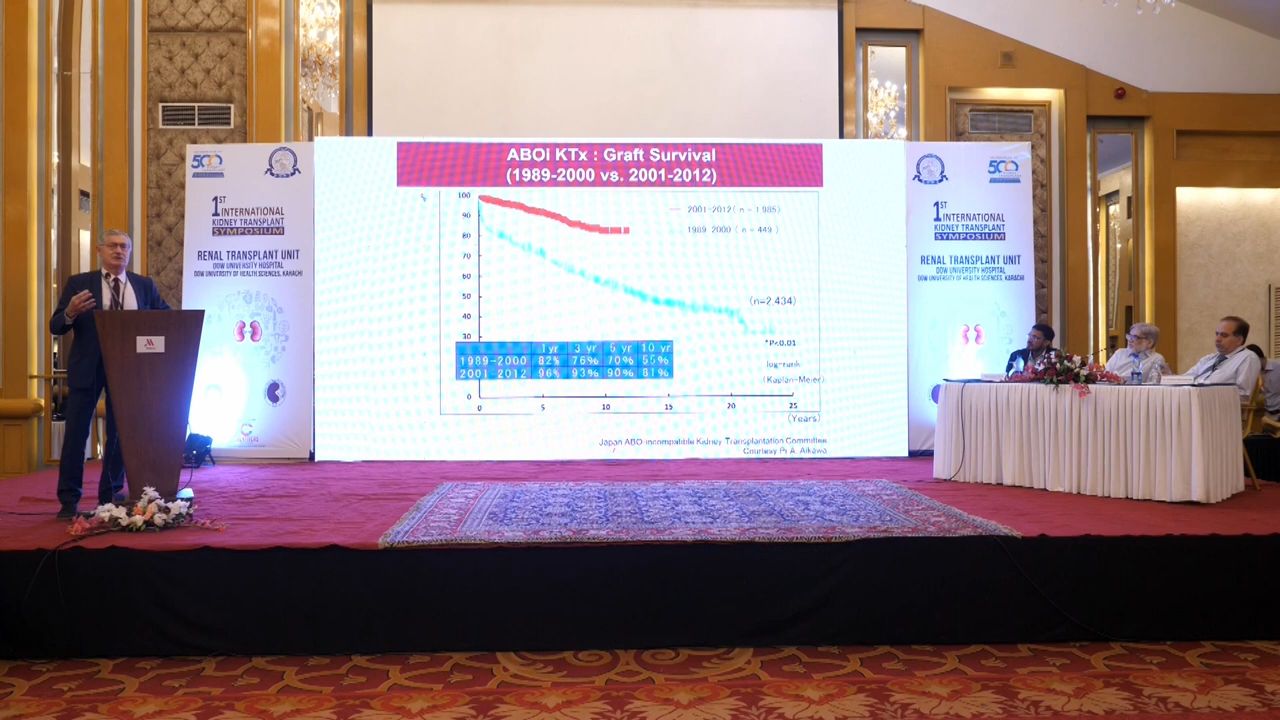 ABOi KTx : Graft Survival
(1989-2000 vs. 2001-2012)
100
90
80
70
60
50
40
30
0
2001-2012( n = 1985)
1989-2000 ( n = 449 )
(n=2,434)
*P<0.01
log-rank
(Kaplan-Meier)
1 yr 3 yr 5 yr 10 yr
1989-2000 82% 76% 70% 55%
2001-2012 96% 93% 90% 81%
0 5 10 15 20 25
(Years)
Japan ABO-Incompatible Kidney Transplantation Committee
Courtesy Pr A. Aikawa
500
1ST
INTERNATIONAL
KIDNEY TRANSPLANT
SYMPOSIUM
RENAL TRANSPLANT UNIT
DOW UNIVERSITY HOSPITAL
DOW UNIVERSITY OF HEALTH SCIENCES, KARACHI
500
1ST
INTERNATIONAL
KIDNEY TRANSPLANT
SYMPOSIUM
RENAL TRANSPLANT UNIT
DOW UNIVERSITY HOSPITAL
DOW UNIVERSITY OF HEALTH SCIENCES, KARACHI